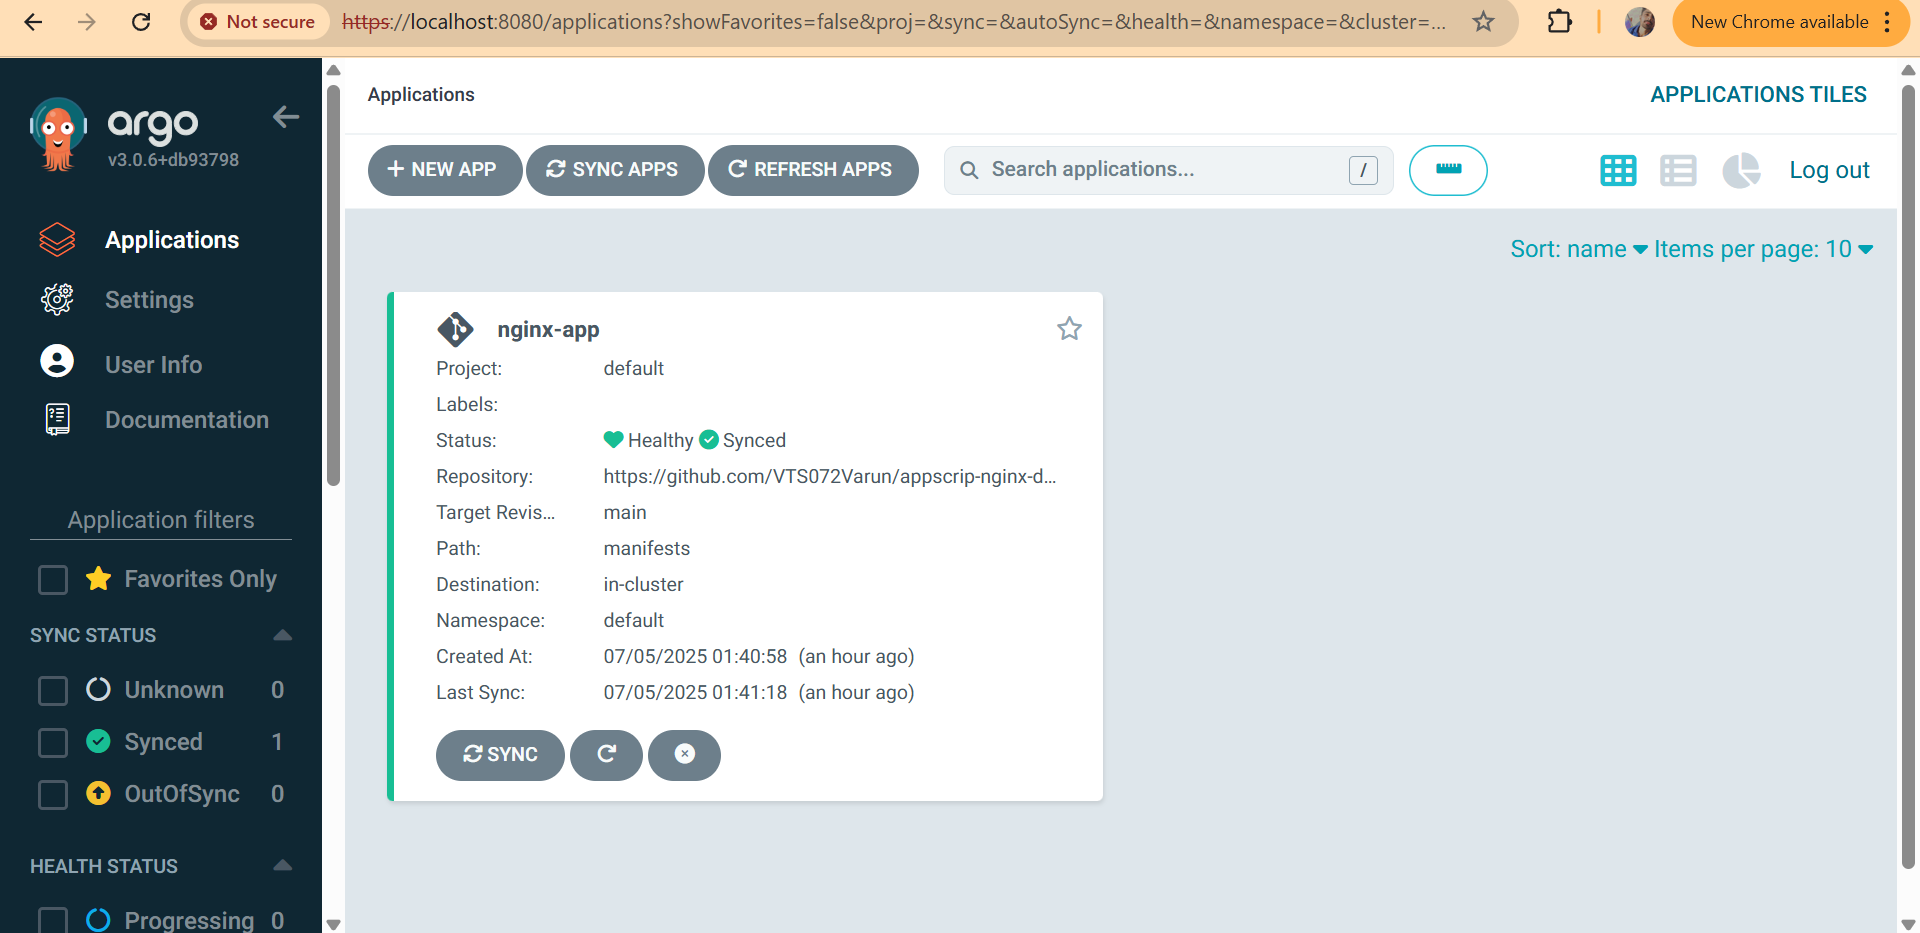 Not secure https://localhost:8080/applications?showFavorites=false&proj=&sync=&autoSync=&health=&namespace=&cluster=... New Chrome available
argo
v3.0.6+db93798
Applications
Settings
User Info
Documentation
Application filters
Favorites Only
SYNC STATUS
Unknown 0
Synced 1
OutOfSync 0
HEALTH STATUS
Progressing 0
Applications APPLICATIONS TILES
NEW APP SYNC APPS REFRESH APPS Search applications... / Log out
Sort: name Items per page: 10
nginx-app
Project: default
Labels:
Status: Healthy Synced
Repository: https://github.com/VTS072Varun/appscrip-nginx-d...
Target Revis... main
Path: manifests
Destination: in-cluster
Namespace: default
Created At: 07/05/2025 01:40:58 (an hour ago)
Last Sync: 07/05/2025 01:41:18 (an hour ago)
SYNC